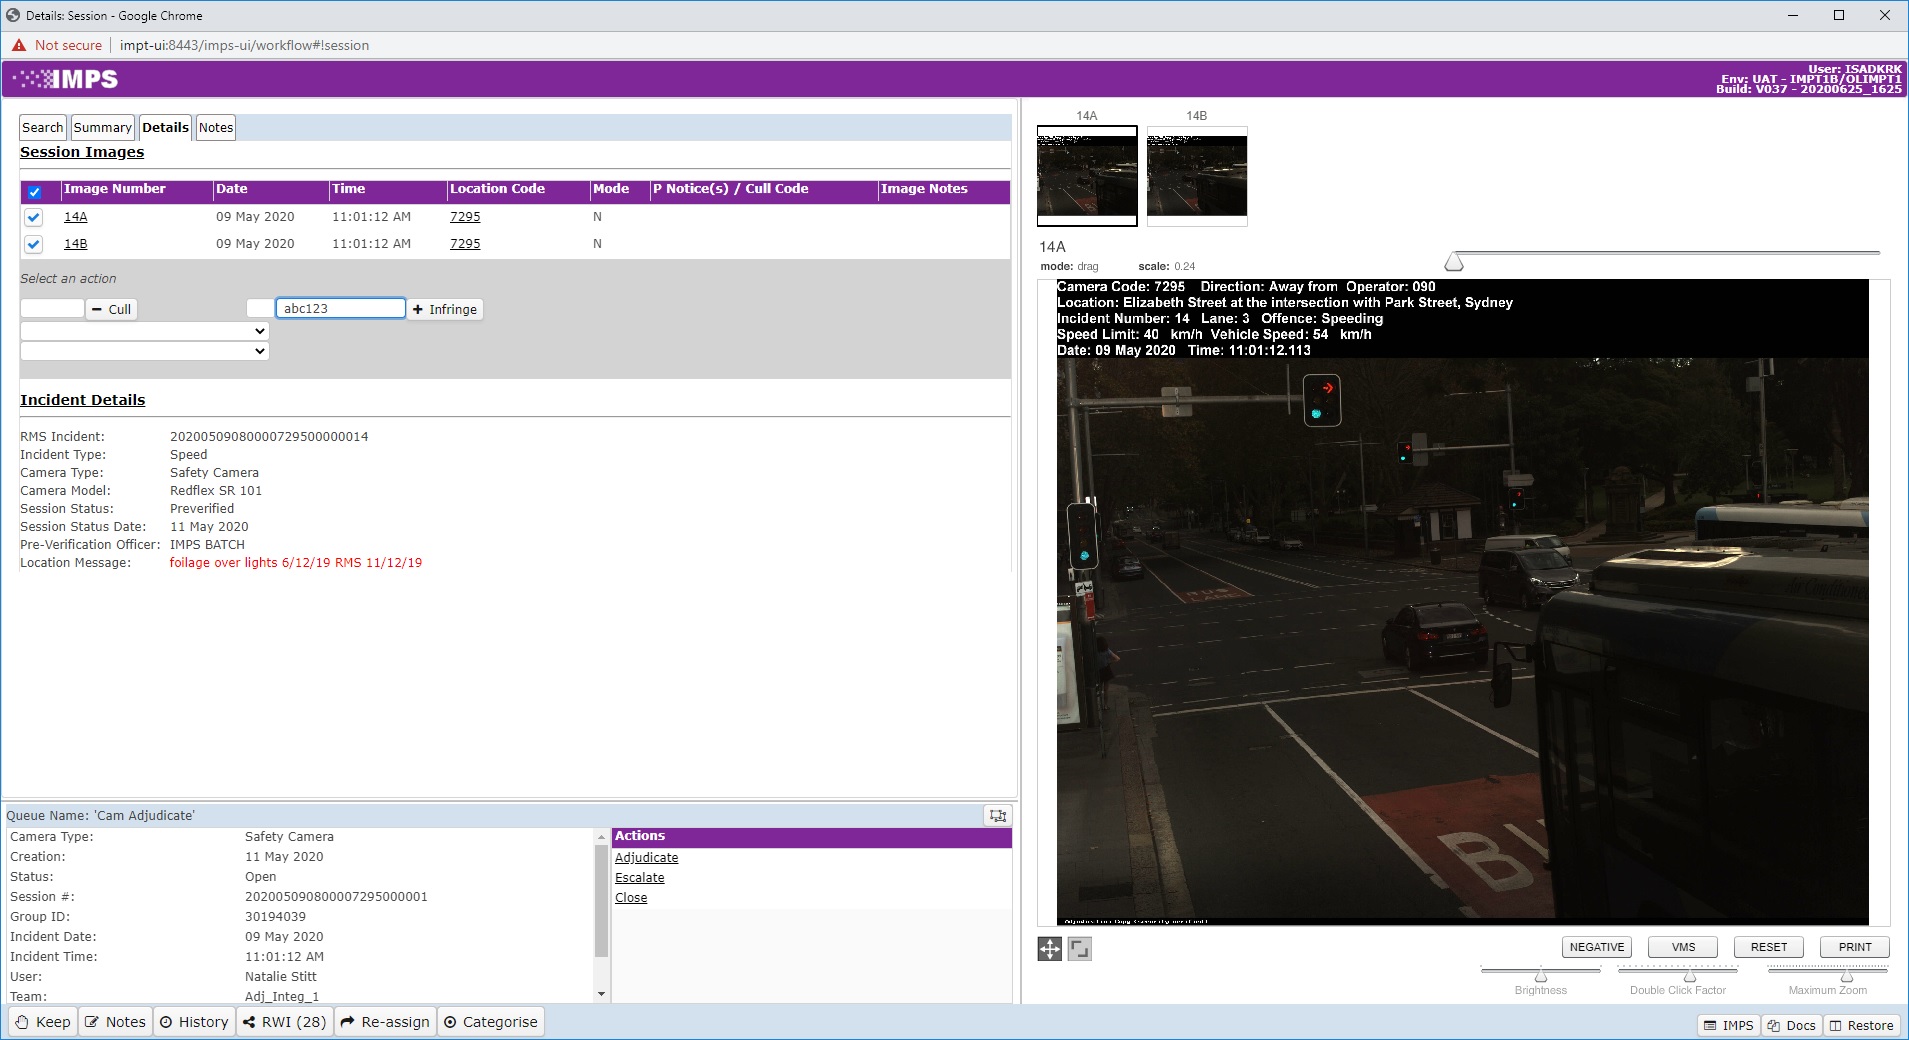 Details: Session - Google Chrome
Not secure | impt-ui:8443/imps-ui/workflow#!session
IMPS
User: ISADKRK
Env: UAT - IMPT1B/OLIMPT1
Build: V037 - 20200625_1625
Search Summary Details Notes
Session Images
Image Number Date Time Location Code Mode P Notice(s) / Cull Code Image Notes
14A 09 May 2020 11:01:12 AM 7295 N
14B 09 May 2020 11:01:12 AM 7295 N
Select an action
Cull abc123 Infringe
Incident Details
RMS Incident: 20200509080000729500000014
Incident Type: Speed
Camera Type: Safety Camera
Camera Model: Redflex SR 101
Session Status: Preverified
Session Status Date: 11 May 2020
Pre-Verification Officer: IMPS BATCH
Location Message: foilage over lights 6/12/19 RMS 11/12/19
Queue Name: 'Cam Adjudicate'
Camera Type: Safety Camera
Creation: 11 May 2020
Status: Open
Session #: 202005090800007295000001
Group ID: 30194039
Incident Date: 09 May 2020
Incident Time: 11:01:12 AM
User: Natalie Stitt
Team: Adj_Integ_1
Actions
Adjudicate
Escalate
Close
Keep Notes History RWI (28) Re-assign Categorise
14A 14B
14A
mode: drag scale: 0.24
Camera Code: 7295 Direction: Away from Operator: 090
Location: Elizabeth Street at the intersection with Park Street, Sydney
Incident Number: 14 Lane: 3 Offence: Speeding
Speed Limit: 40 km/h Vehicle Speed: 54 km/h
Date: 09 May 2020 Time: 11:01:12.113
BUS
LANE
Air Conditioned
BU
NEGATIVE VMS RESET PRINT
Brightness Double Click Factor Maximum Zoom
IMPS Docs Restore